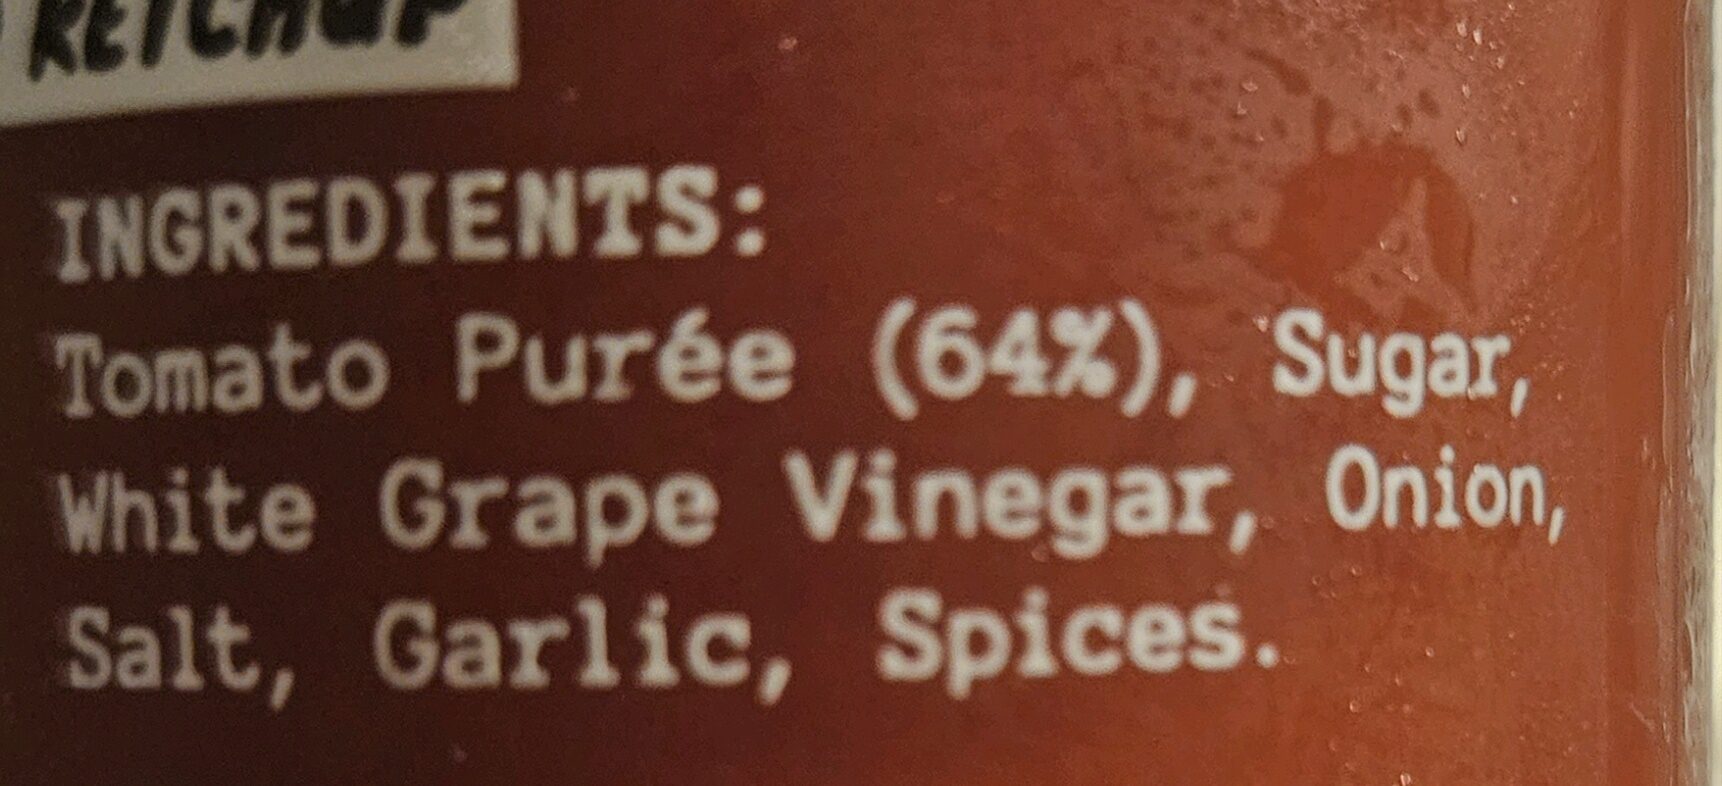 KETCHUP
INGREDIENTS:
Tomato Purée (64%), Sugar,
White Grape Vinegar, Onion,
Salt, Garlic, Spices.